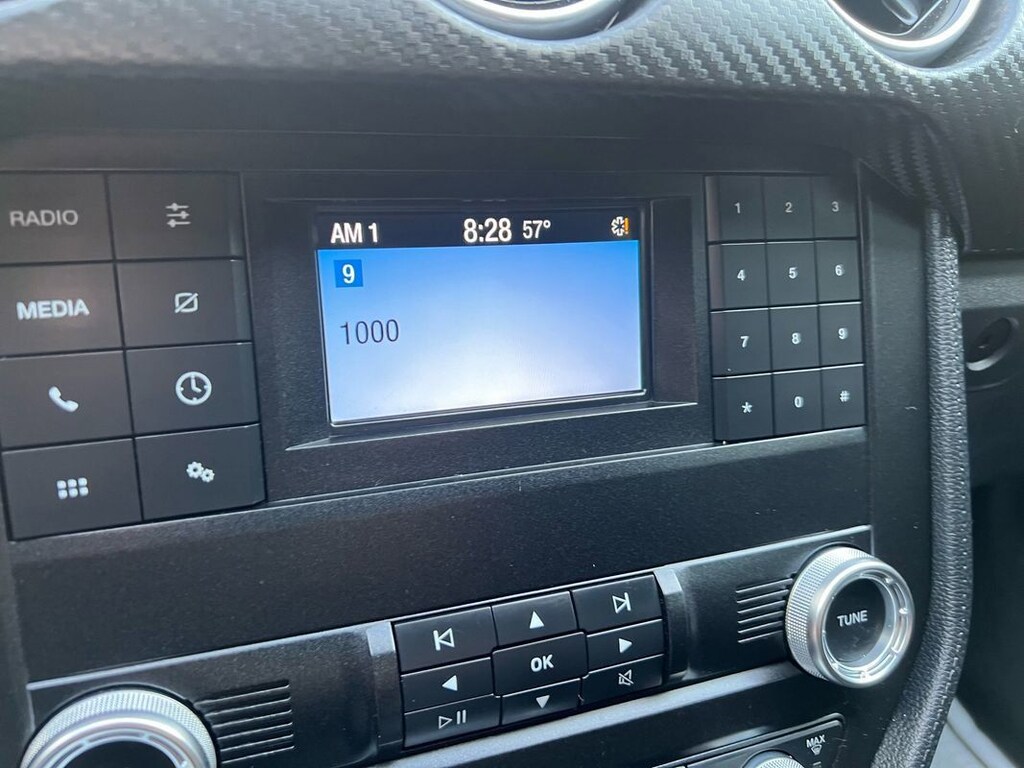 RADIO
MEDIA
AM 1 8:28 57°
9
1000
1 2 3
4 5 6
7 8 9
* 0 #
OK
TUNE
MAX